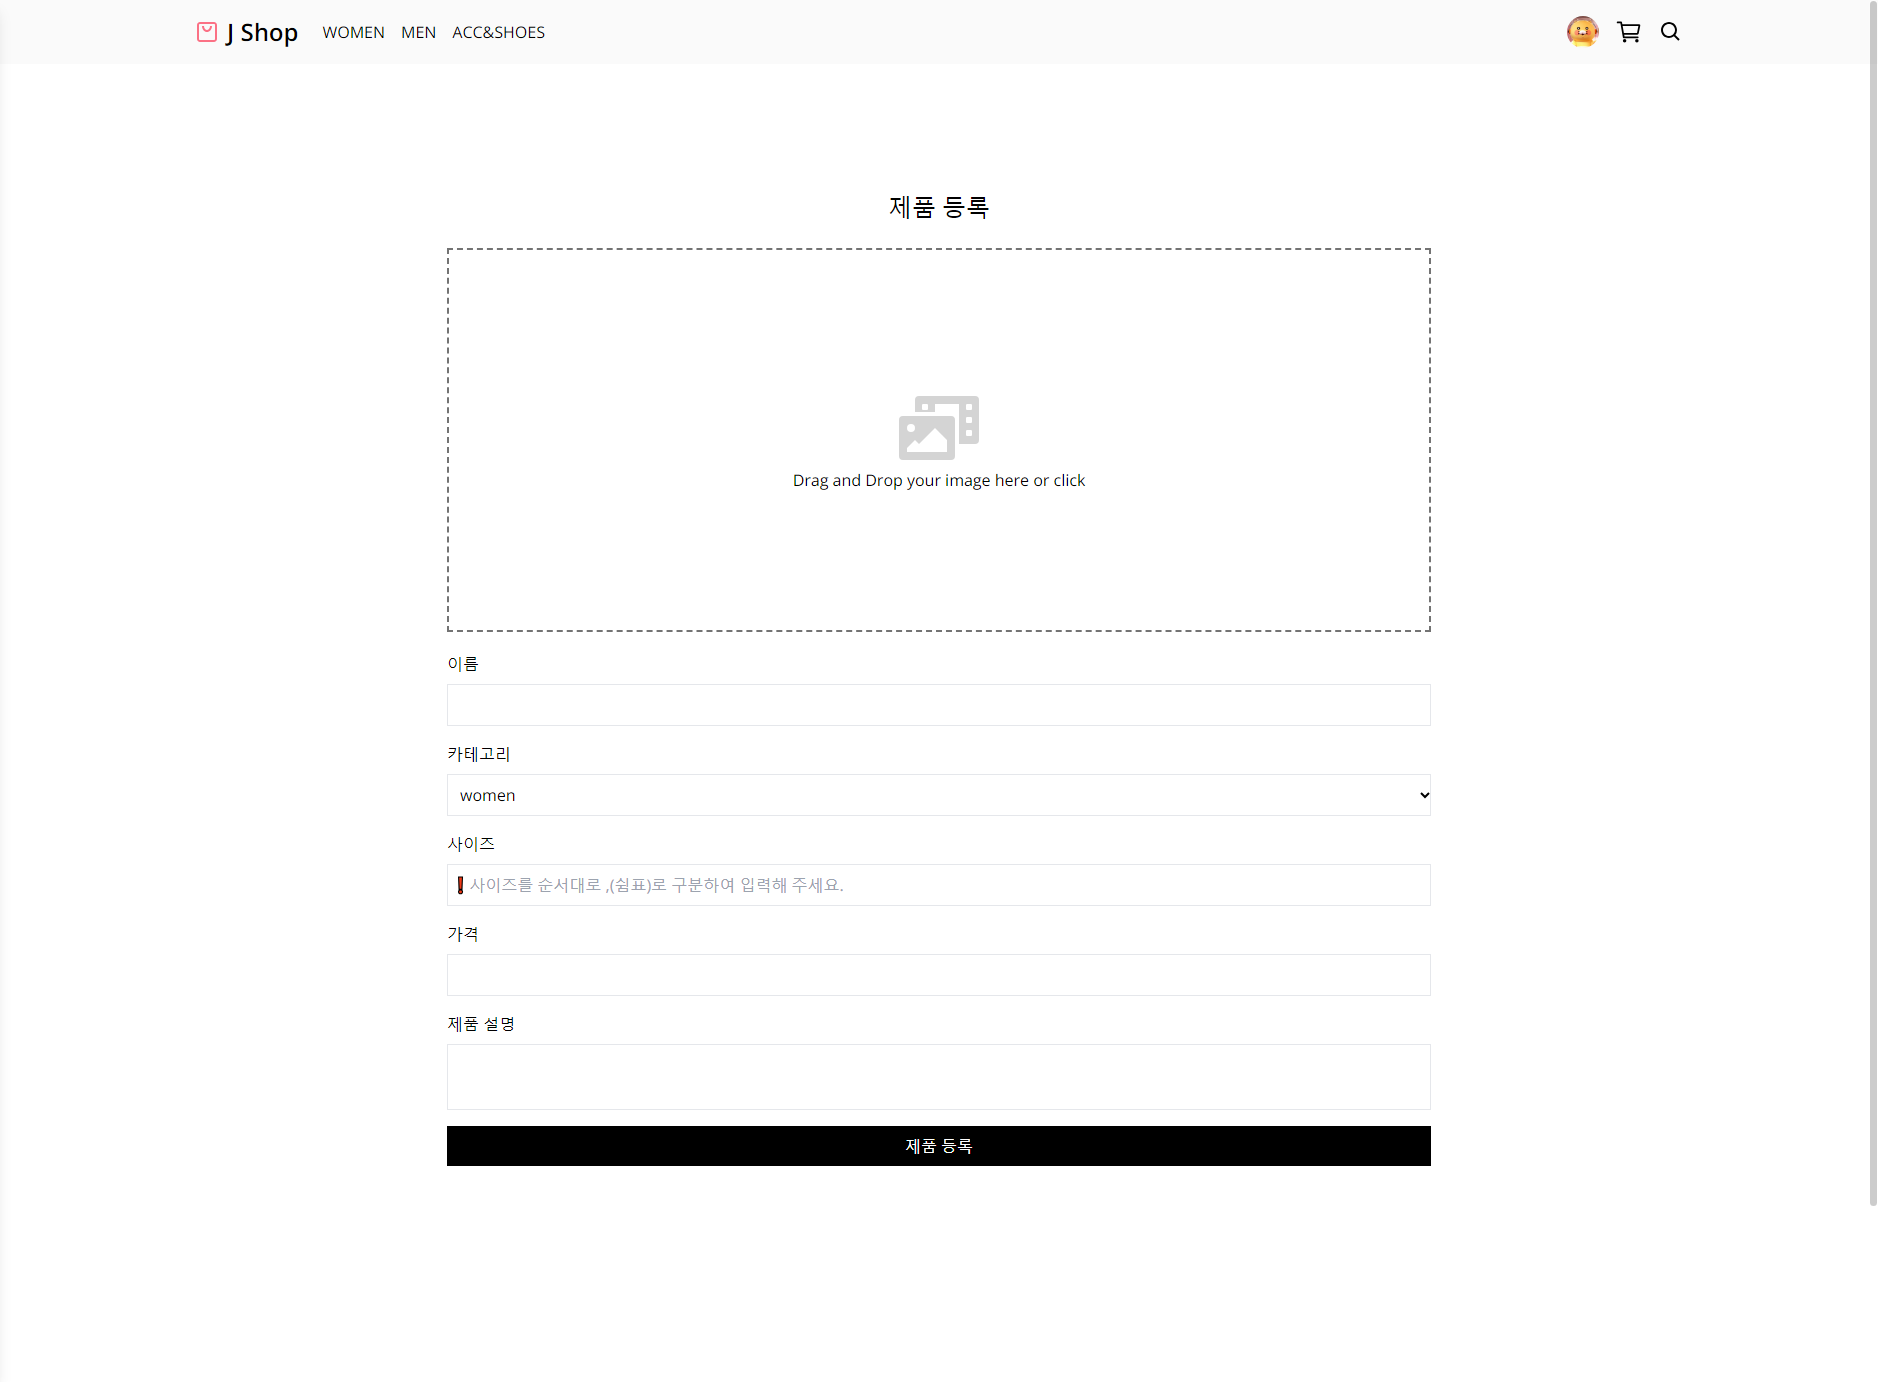 J Shop WOMEN MEN ACC&SHOES
제품 등록
Drag and Drop your image here or click
이름
카테고리
women
사이즈
❗사이즈를 순서대로 ,(쉼표)로 구분하여 입력해 주세요.
가격
제품 설명
제품 등록